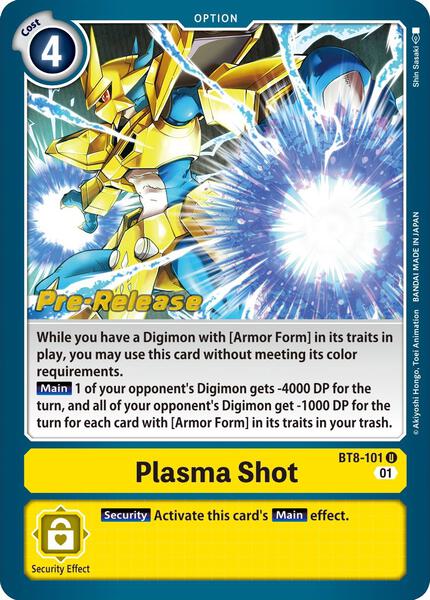 OPTION
Cost
4
Shin Sasaki
Pre-Release
While you have a Digimon with [Armor Form] in its traits in
play, you may use this card without meeting its color
requirements.
Main 1 of your opponent's Digimon gets -4000 DP for the
turn, and all of your opponent's Digimon get -1000 DP for the
turn for each card with [Armor Form] in its traits in your trash.
©Akiyoshi Hongo, Toei Animation BANDAI MADE IN JAPAN
BT8-101 U
Plasma Shot
01
Security Activate this card's Main effect.
Security Effect